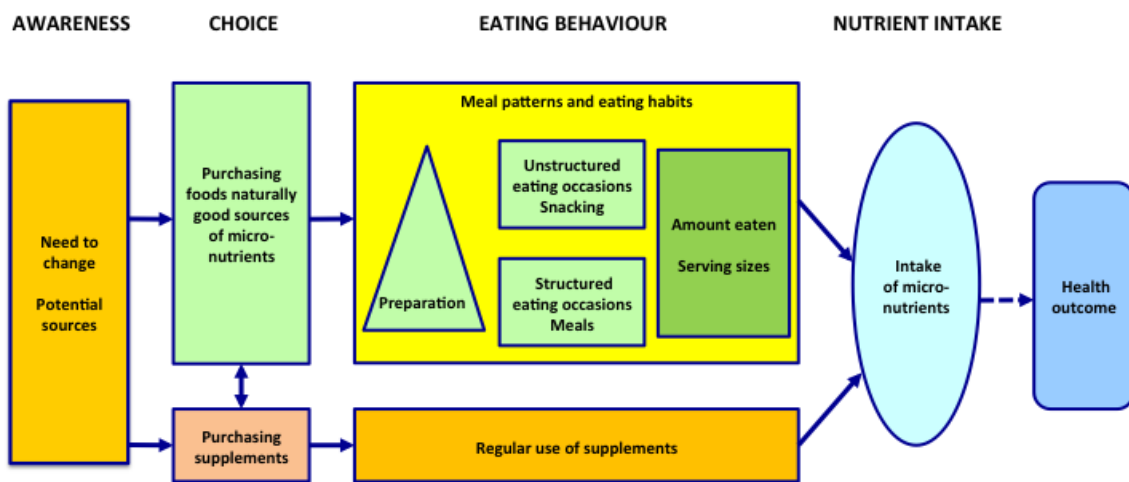 AWARENESS
CHOICE
EATING BEHAVIOUR
NUTRIENT INTAKE
Need to
change
Potential
sources
Purchasing
foods naturally
good sources
of micro-
nutrients
Purchasing
supplements
Meal patterns and eating habits
Preparation
Unstructured
eating occasions
Snacking
Structured
eating occasions
Meals
Amount eaten
Serving sizes
Regular use of supplements
Intake
of micro-
nutrients
Health
outcome